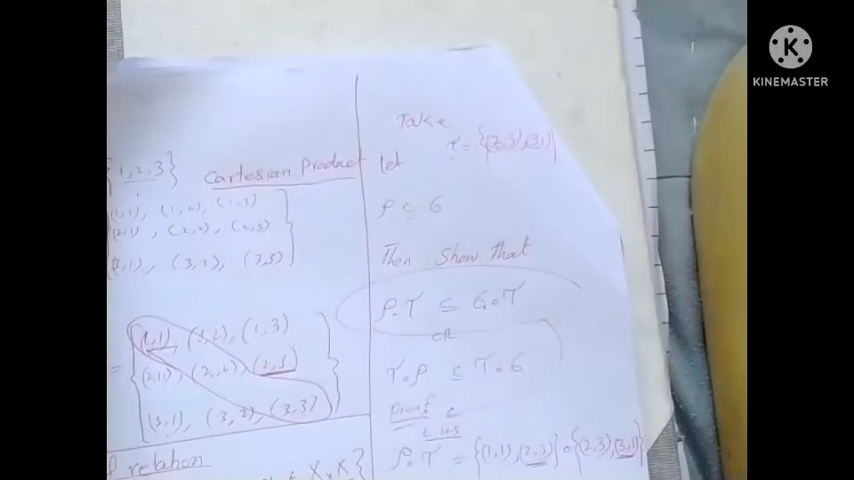 {1,2,3} Cartesian Product
(1,1), (1,2), (1,3)
(2,1), (2,2), (2,3)
(3,1), (3,2), (3,3)
(1,1), (1,2), (1,3)
= (2,1), (2,2), (2,3)
(3,1), (3,2), (3,3)
relation
X x X}
Take
τ = {(2,3),(3,1)}
let
ρ ⊆ 6
Then Show that
ρ∘τ ⊆ 6∘τ
OR
τ∘ρ ⊆ τ∘6
Proof
LHS
ρ∘τ = {(1,1),(2,3)}∘{(2,3),(3,1)}
K
KINEMASTER